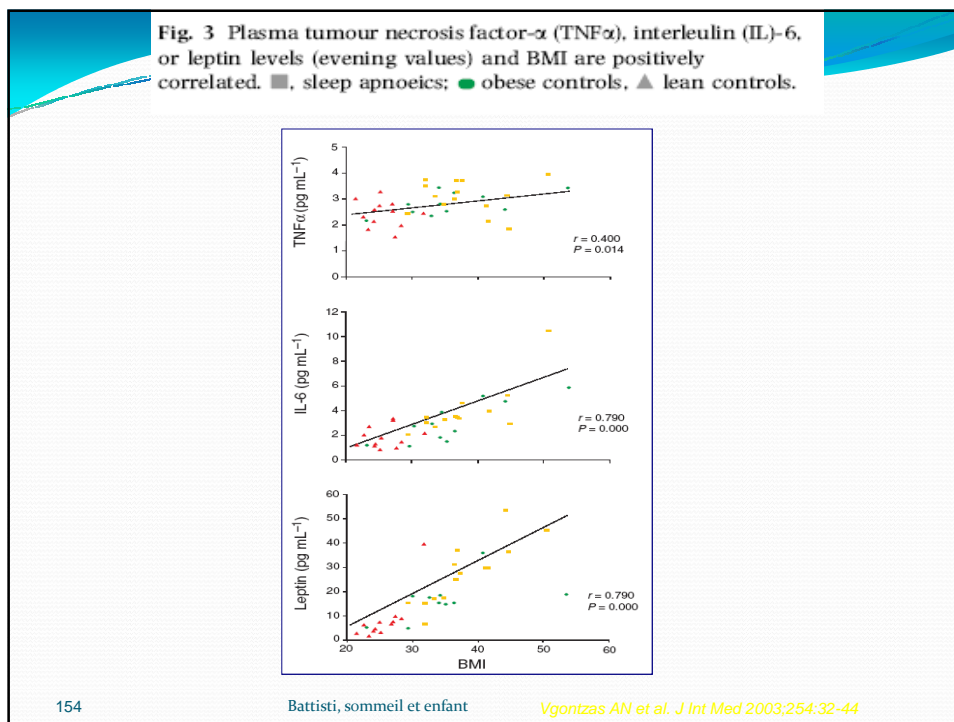 Fig. 3 Plasma tumour necrosis factor-α (TNFα), interleulin (IL)-6,
or leptin levels (evening values) and BMI are positively
correlated. ■, sleep apnoeics; ● obese controls, ▲ lean controls.
5
4
3
2
1
0
TNFα (pg mL⁻¹)
r = 0.400
P = 0.014
12
10
8
6
4
2
0
IL-6 (pg mL⁻¹)
r = 0.790
P = 0.000
60
50
40
30
20
10
0
Leptin (pg mL⁻¹)
r = 0.790
P = 0.000
20 30 40 50 60
BMI
154 Battisti, sommeil et enfant Vgontzas AN et al. J Int Med 2003;254:32-44